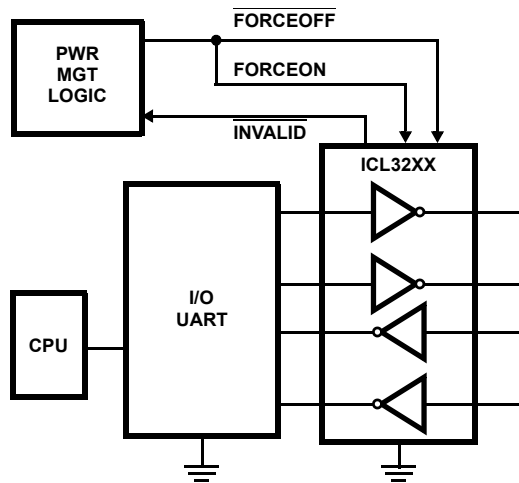 FORCEOFF
PWR
MGT
LOGIC
FORCEON
INVALID
ICL32XX
I/O
UART
CPU